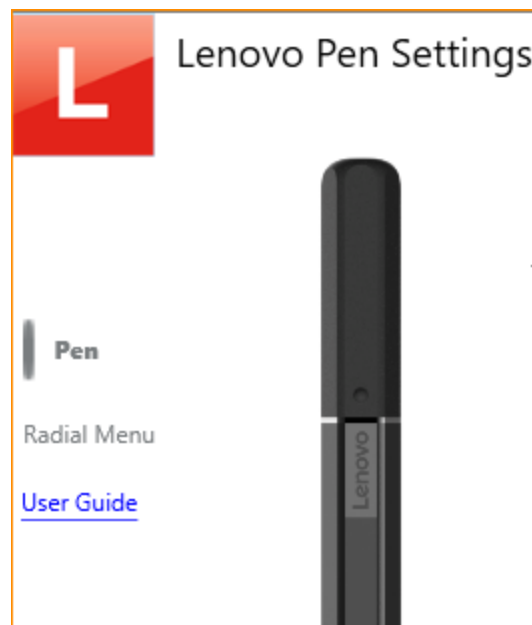 L
Lenovo Pen Settings
Pen
Radial Menu
User Guide
Lenovo